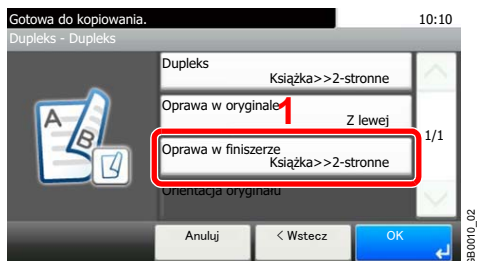 Gotowa do kopiowania.
10:10
Dupleks - Dupleks
Dupleks
Książka>>2-stronne
Oprawa w oryginale
1
Z lewej
1/1
Oprawa w finiszerze
Książka>>2-stronne
Orientacja oryginału
A
B
Anuluj
< Wstecz
OK
GB0010_02